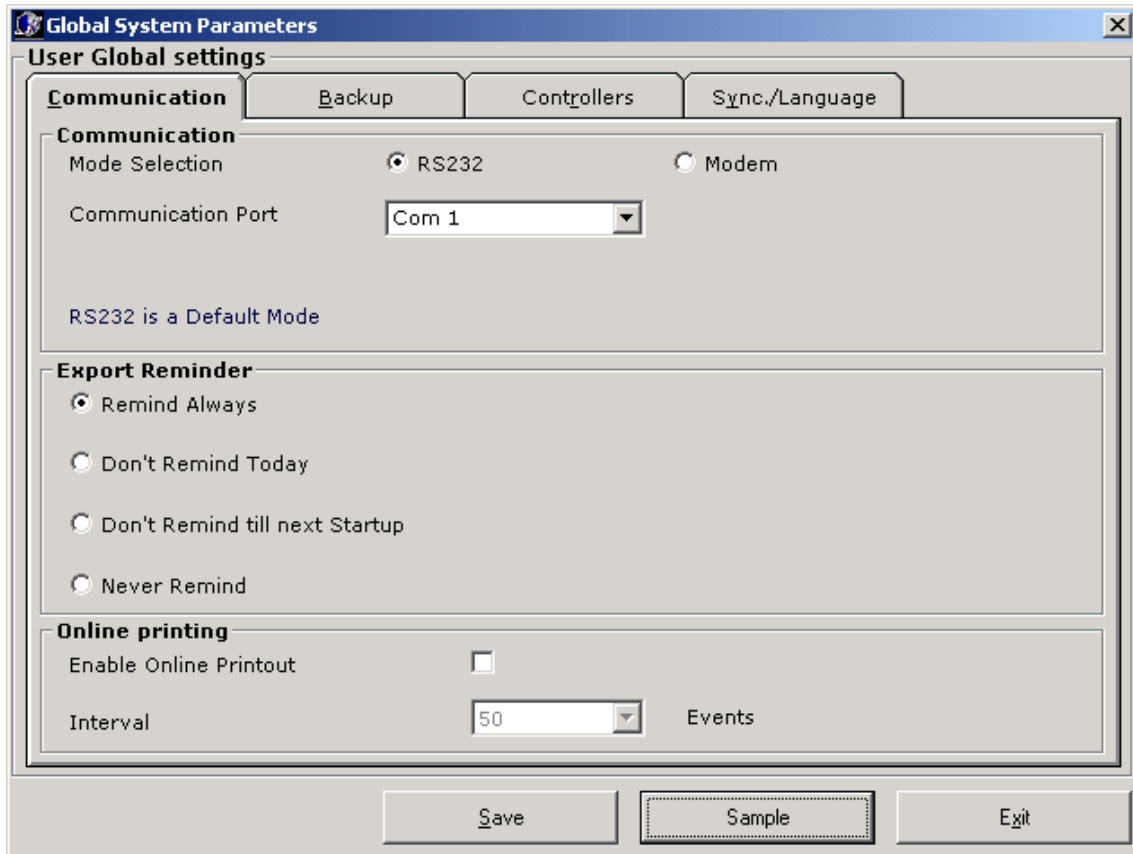 Global System Parameters
User Global settings
Communication Backup Controllers Sync./Language
Communication
Mode Selection RS232 Modem
Communication Port Com 1
RS232 is a Default Mode
Export Reminder
Remind Always
Don't Remind Today
Don't Remind till next Startup
Never Remind
Online printing
Enable Online Printout
Interval 50 Events
Save Sample Exit